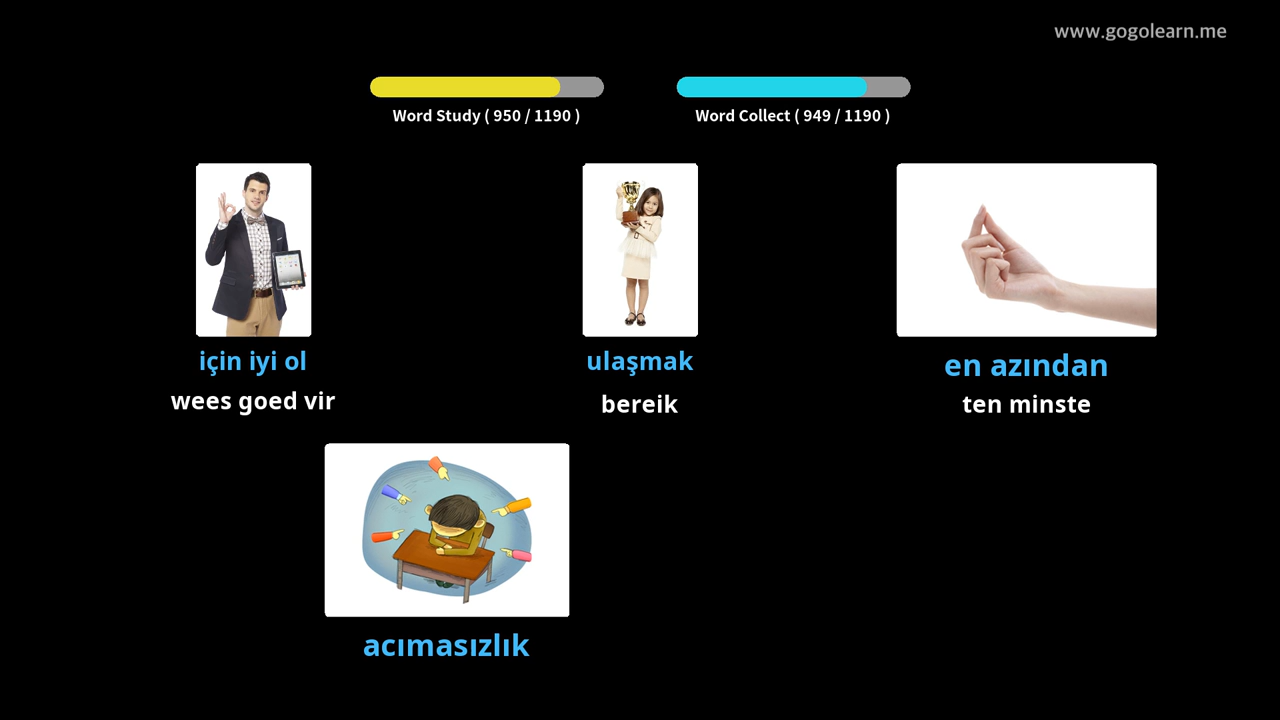 www.gogolearn.me
Word Study ( 950 / 1190 )
Word Collect ( 949 / 1190 )
için iyi ol
wees goed vir
ulaşmak
bereik
en azından
ten minste
acımasızlık